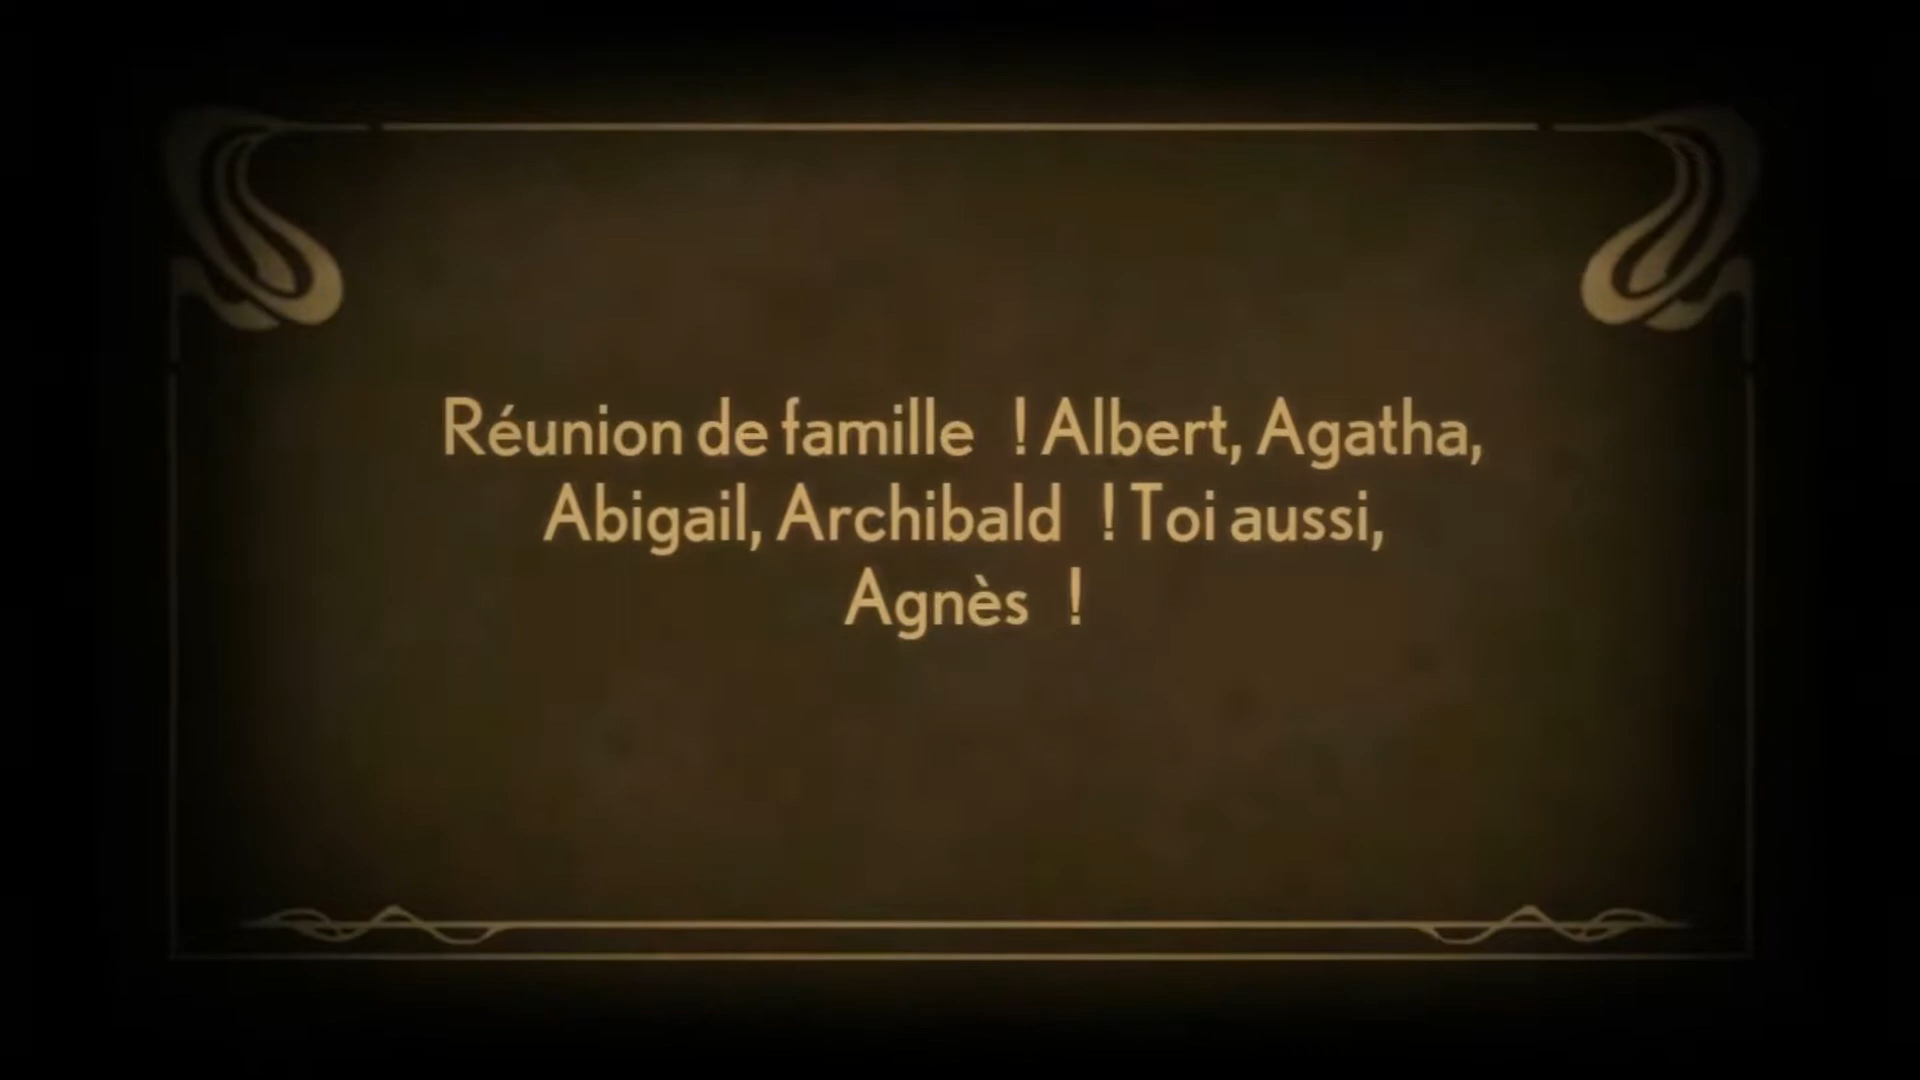 Réunion de famille ! Albert, Agatha,
Abigail, Archibald ! Toi aussi,
Agnès !